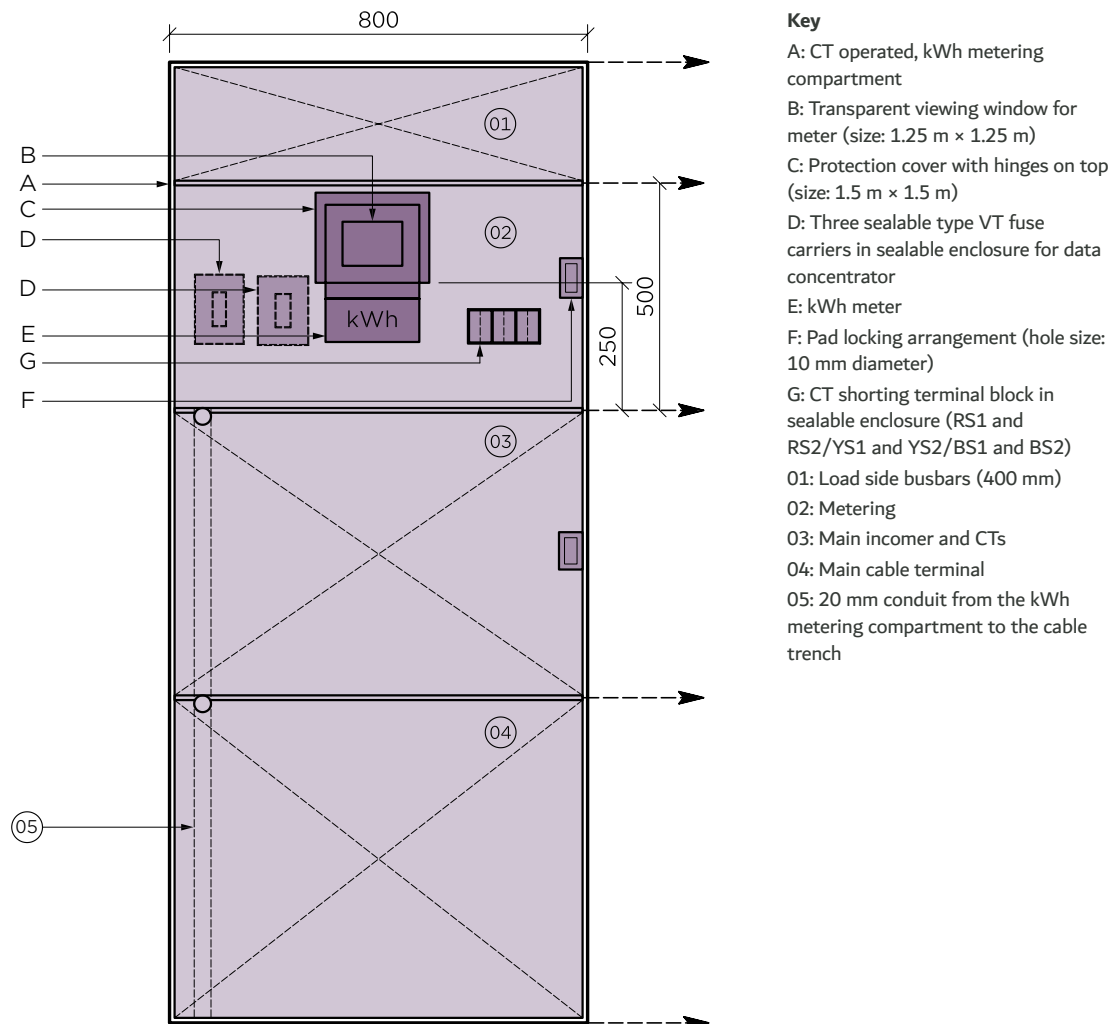 800
01
B
A
C
02
D
D
500
kWh
E
250
G
F
03
04
05
Key
A: CT operated, kWh metering
compartment
B: Transparent viewing window for
meter (size: 1.25 m × 1.25 m)
C: Protection cover with hinges on top
(size: 1.5 m × 1.5 m)
D: Three sealable type VT fuse
carriers in sealable enclosure for data
concentrator
E: kWh meter
F: Pad locking arrangement (hole size:
10 mm diameter)
G: CT shorting terminal block in
sealable enclosure (RS1 and
RS2/YS1 and YS2/BS1 and BS2)
01: Load side busbars (400 mm)
02: Metering
03: Main incomer and CTs
04: Main cable terminal
05: 20 mm conduit from the kWh
metering compartment to the cable
trench